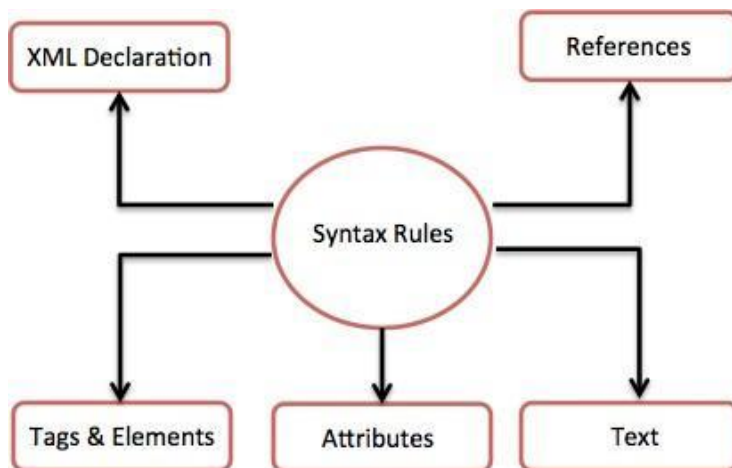 XML Declaration
References
Syntax Rules
Tags & Elements
Attributes
Text